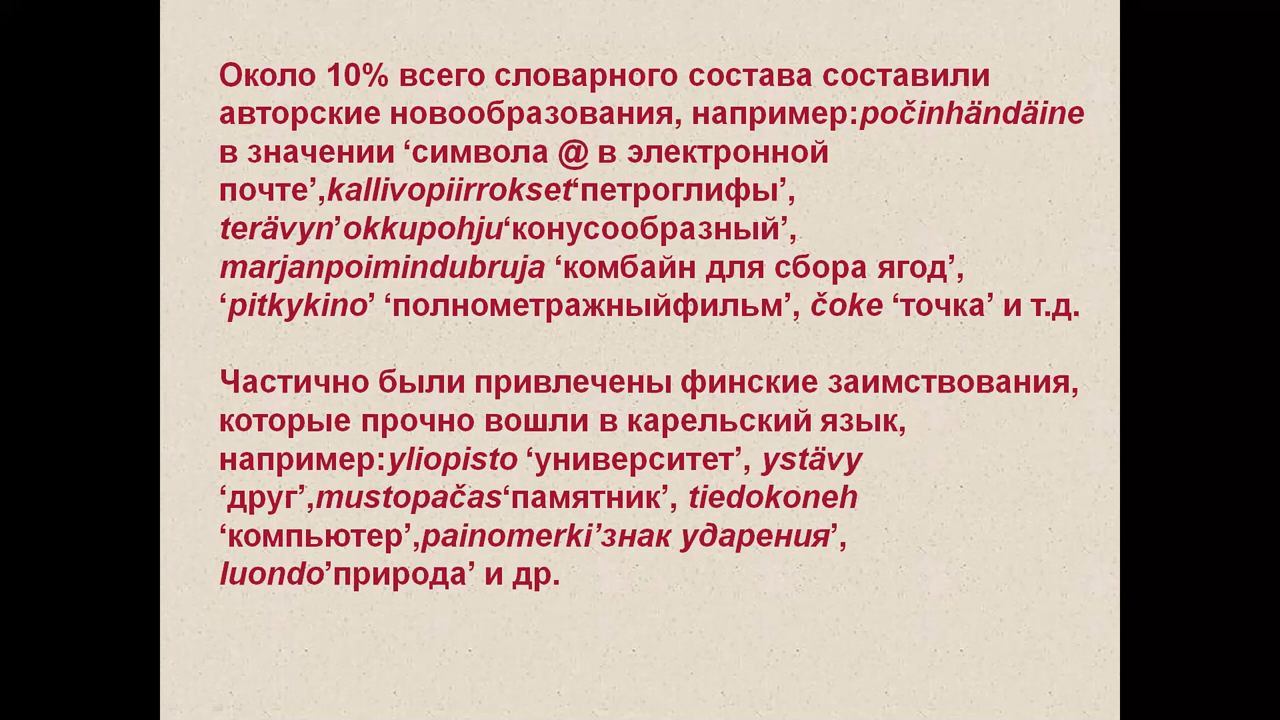 Около 10% всего словарного состава составили
авторские новообразования, например:počinhändäine
в значении ‘символа @ в электронной
почте’,kallivopiirrokset‘петроглифы’,
terävyn’okkupohju‘конусообразный’,
marjanpoimindubruja ‘комбайн для сбора ягод’,
‘pitkykino’ ‘полнометражныйфильм’, čoke ‘точка’ и т.д.
Частично были привлечены финские заимствования,
которые прочно вошли в карельский язык,
например:yliopisto ‘университет’, ystävy
‘друг’,mustopačas‘памятник’, tiedokoneh
‘компьютер’,painomerki’знак ударения’,
luondo’природа’ и др.